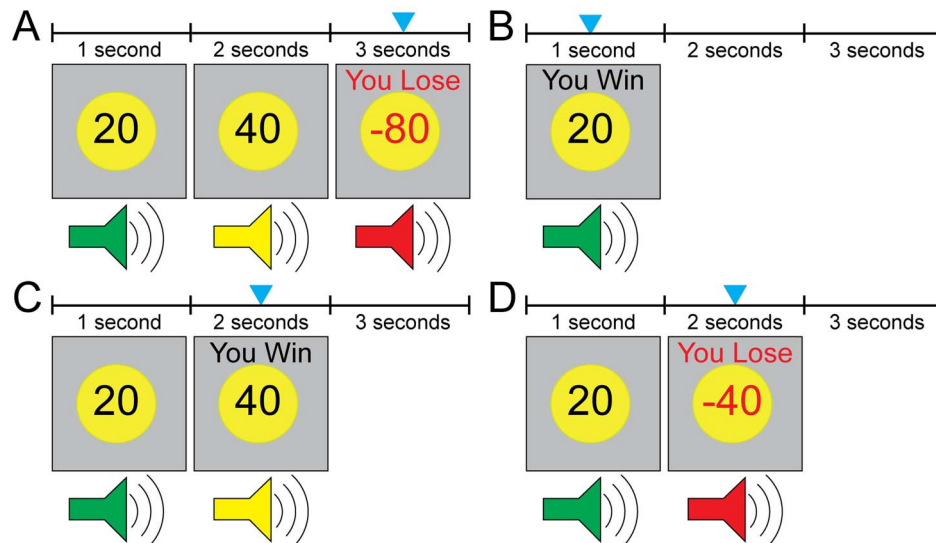 A
1 second 2 seconds 3 seconds
You Lose
20 40 -80
B
1 second 2 seconds 3 seconds
You Win
20
C
1 second 2 seconds 3 seconds
You Win
20 40
D
1 second 2 seconds 3 seconds
You Lose
20 -40